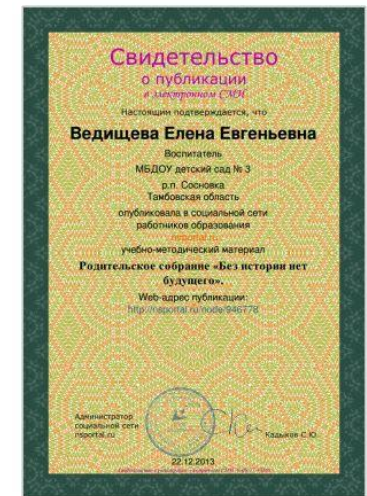 Свидетельство
о публикации
в электронном СМИ
Настоящим подтверждается, что
Ведищева Елена Евгеньевна
Воспитатель
МБДОУ детский сад № 3
р.п. Сосновка
Тамбовская область
опубликовала в социальной сети
работников образования
nsportal.ru
учебно-методический материал
Родительское собрание «Без истории нет
будущего».
Web-адрес публикации:
http://nsportal.ru/node/946778
Администратор
социальной сети
nsportal.ru
Кадыков С.Ю.
22.12.2013